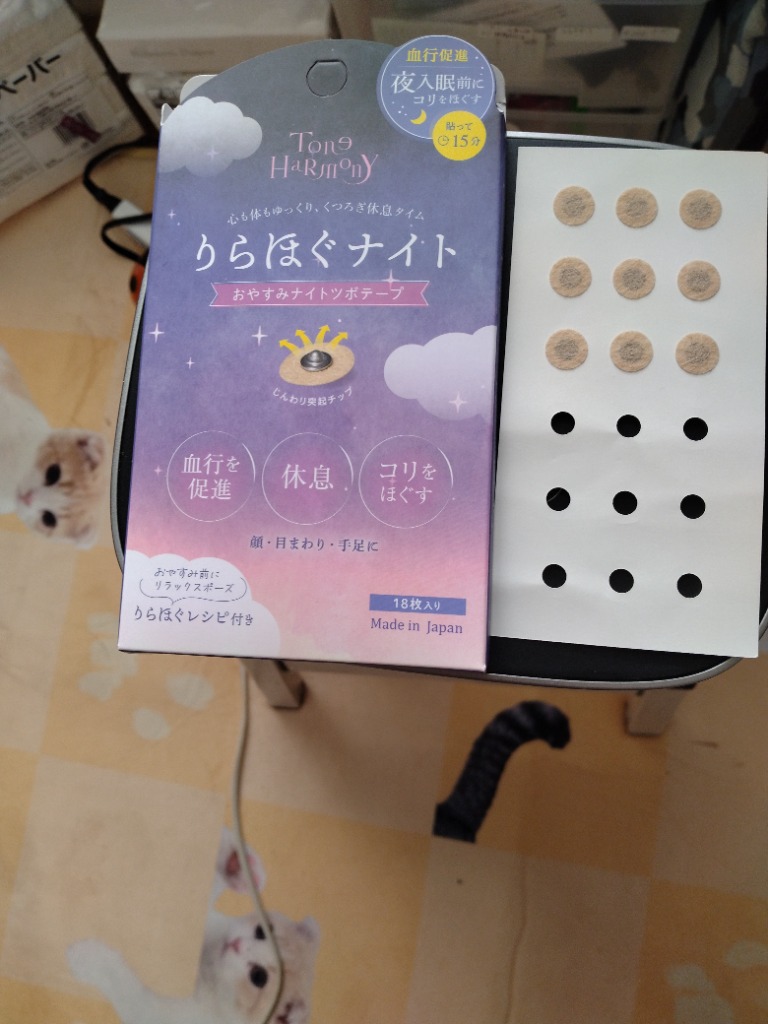 ペーパー
血行促進
夜入眠前に
コリをほぐす
貼って
15分
Tone
HaRmony
心も体もゆっくり、くつろぎ休息タイム
りらほぐナイト
おやすみナイトツボテープ
じんわり突起チップ
血行を
促進
休息
コリを
ほぐす
顔・目まわり・手足に
おやすみ前に
リラックスポーズ
りらほぐレシピ付き
18枚入り
Made in Japan